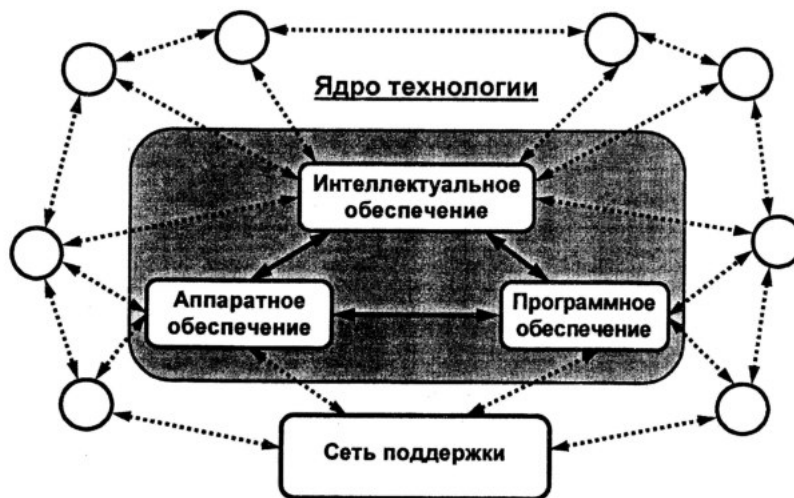 Ядро технологии
Интеллектуальное
обеспечение
Аппаратное
обеспечение
Программное
обеспечение
Сеть поддержки